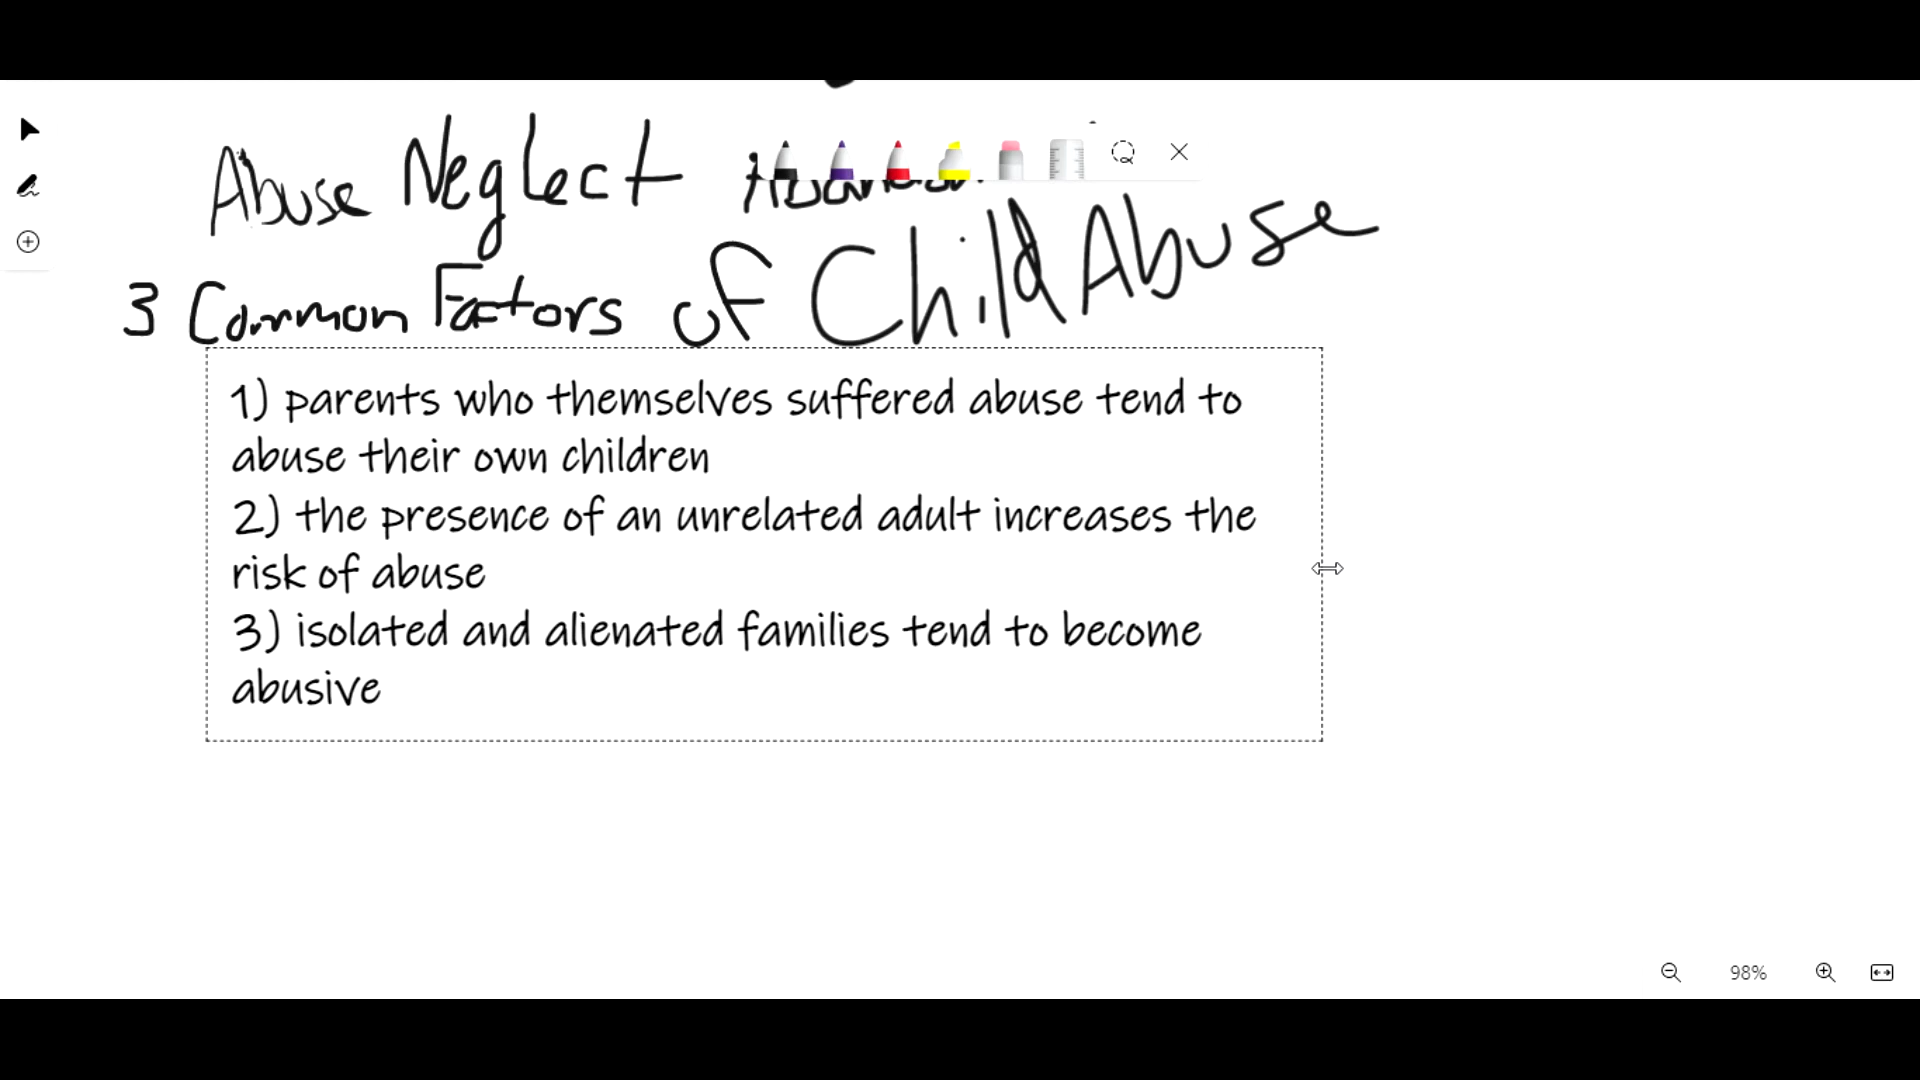 Abuse Neglect
3 Common Factors of Child Abuse
1) parents who themselves suffered abuse tend to
abuse their own children
2) the presence of an unrelated adult increases the
risk of abuse
3) isolated and alienated families tend to become
abusive
98%